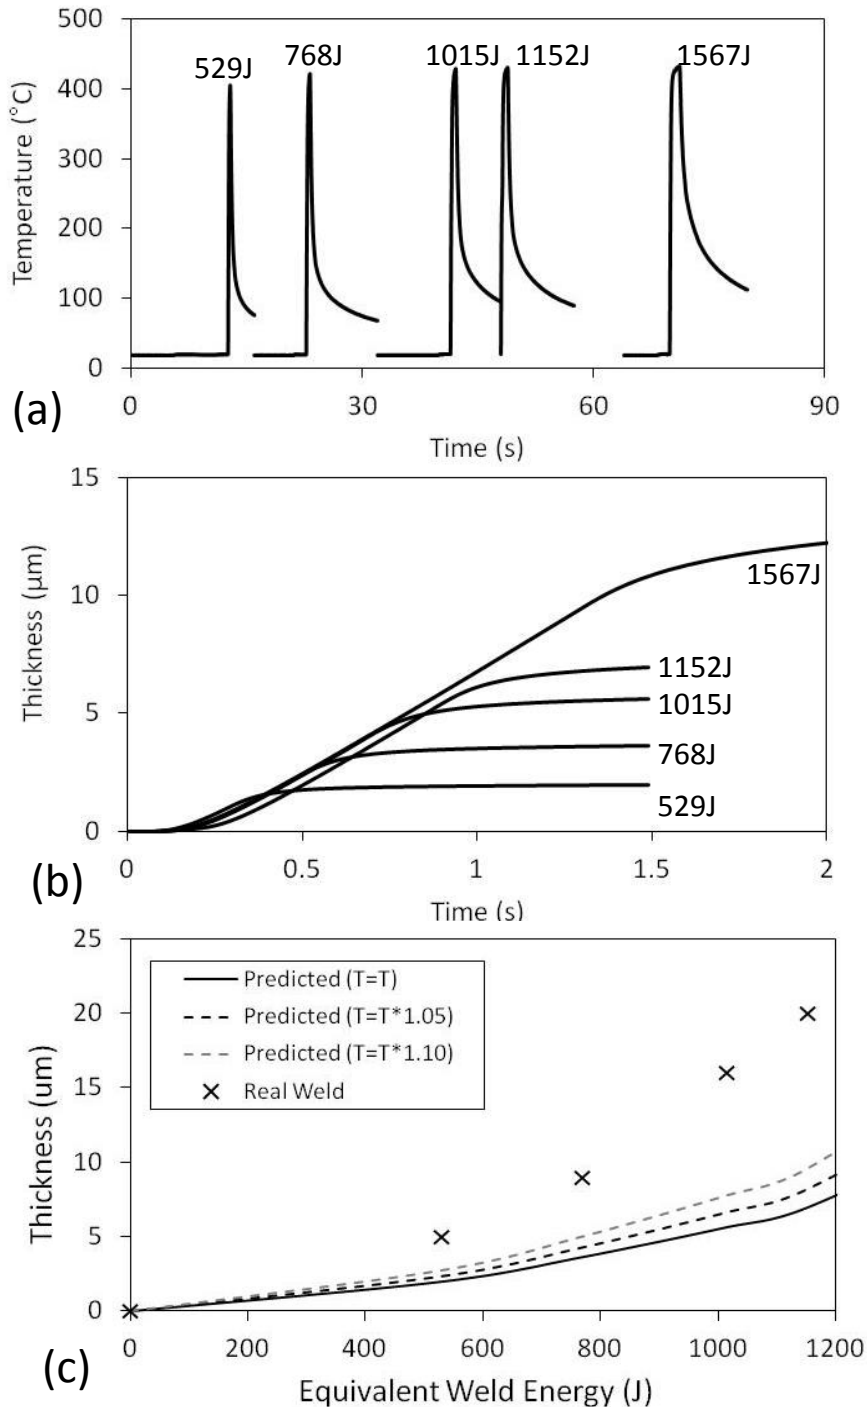 500
400
300
200
100
0
Temperature (°C)
529J
768J
1015J
1152J
1567J
0
30
60
90
Time (s)
(a)
15
10
5
0
Thickness (µm)
1567J
1152J
1015J
768J
529J
0
0.5
1
1.5
2
Time (s)
(b)
25
20
15
10
5
0
Thickness (um)
Predicted (T=T)
Predicted (T=T*1.05)
Predicted (T=T*1.10)
Real Weld
0
200
400
600
800
1000
1200
Equivalent Weld Energy (J)
(c)